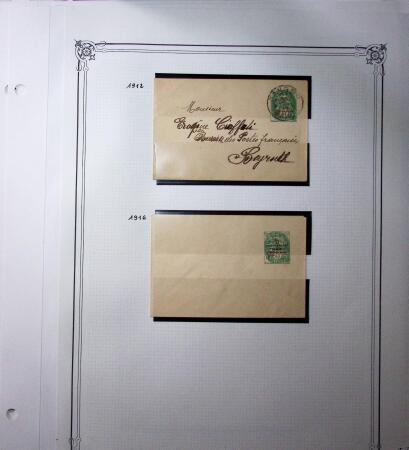 1912
Monsieur
Eugène Caffali
Bureau des Postes françaises
Beyrouth
1916